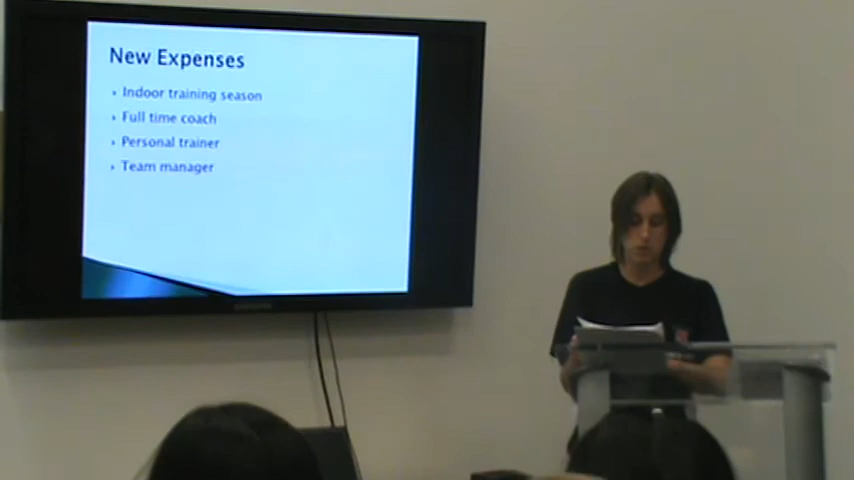 New Expenses
Indoor training season
Full time coach
Personal trainer
Team manager